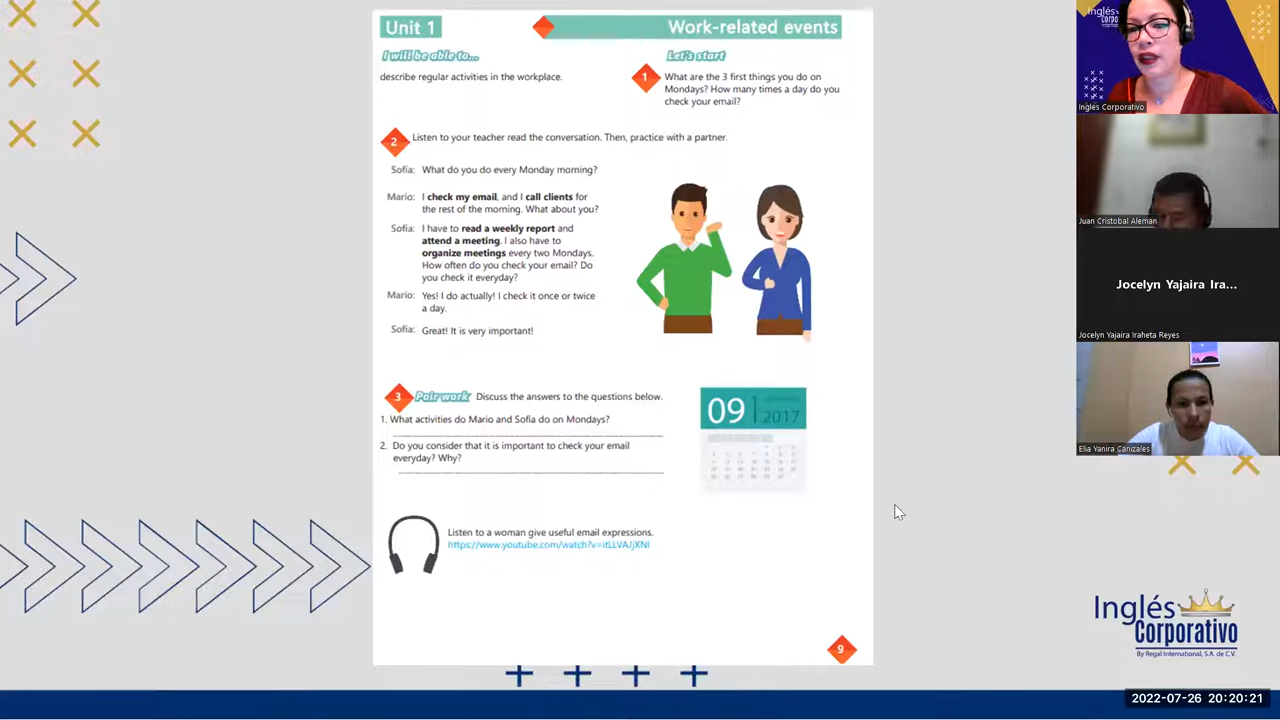 Unit 1
Work-related events
I will be able to...
describe regular activities in the workplace.
Let's start
1
What are the 3 first things you do on
Mondays? How many times a day do you
check your email?
2
Listen to your teacher read the conversation. Then, practice with a partner.
Sofia: What do you do every Monday morning?
Mario: I check my email, and I call clients for
the rest of the morning. What about you?
Sofia: I have to read a weekly report and
attend a meeting. I also have to
organize meetings every two Mondays.
How often do you check your email? Do
you check it everyday?
Mario: Yes! I do actually! I check it once or twice
a day.
Sofia: Great! It is very important!
3
Pair work Discuss the answers to the questions below.
1. What activities do Mario and Sofia do on Mondays?
2. Do you consider that it is important to check your email
everyday? Why?
09
2017
Listen to a woman give useful email expressions.
https://www.youtube.com/watch?v=itLLVAJjXNI
9
Inglés
Corporativo
Inglés Corporativo
Juan Cristobal Aleman
Jocelyn Yajaira Ira...
Jocelyn Yajaira Iraheta Reyes
Elia Yanira Canizales
Inglés
Corporativo
By Regal International, S.A. de C.V.
2022-07-26 20:20:21